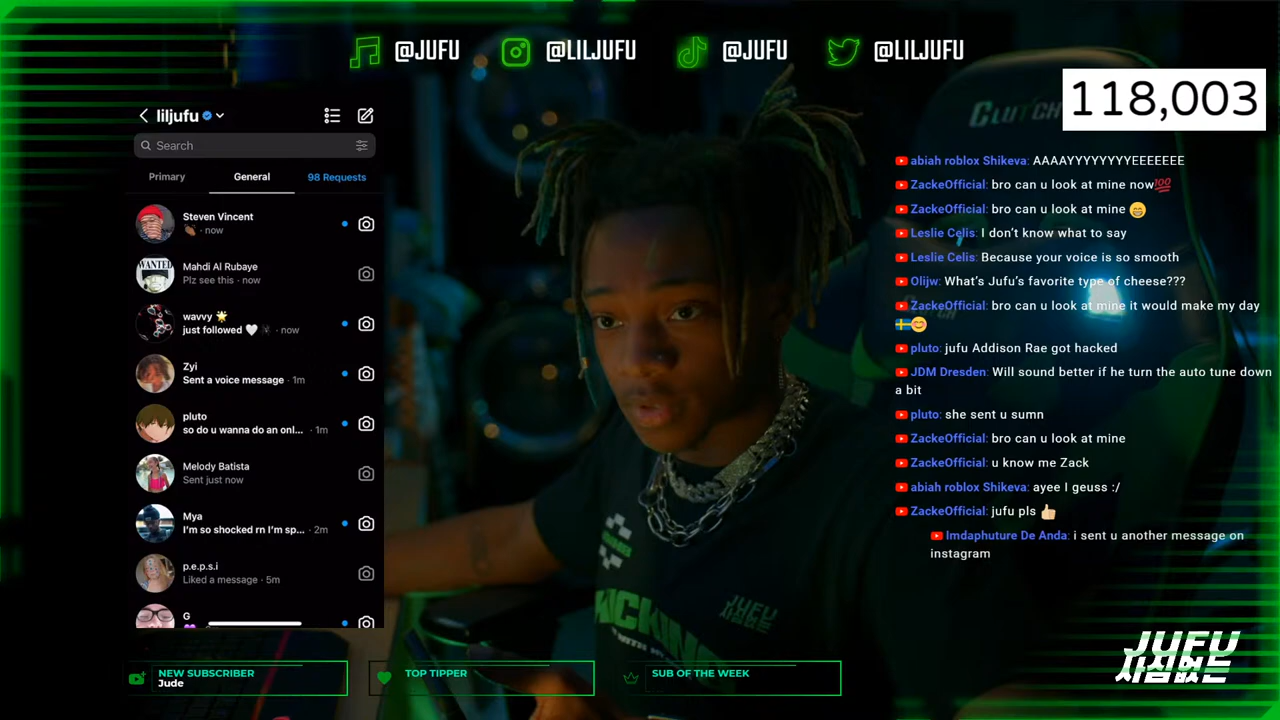 @JUFU
@LILJUFU
@JUFU
@LILJUFU
118,003
liljufu
Search
Primary
General
98 Requests
Steven Vincent
· now
Mahdi Al Rubaye
Plz see this · now
wavvy 🌟
just followed 🤍 · now
Zyi
Sent a voice message · 1m
pluto
so do u wanna do an onl... · 1m
Melody Batista
Sent just now
Mya
I'm so shocked rn I'm sp... · 2m
p.e.p.s.i
Liked a message · 5m
G
💜
CLUTCH
abiah roblox Shikeva: AAAAYYYYYYYYEEEEEEE
ZackeOfficial: bro can u look at mine now💯
ZackeOfficial: bro can u look at mine 😁
Leslie Celis: I don't know what to say
Leslie Celis: Because your voice is so smooth
Olijw: What's Jufu's favorite type of cheese???
ZackeOfficial: bro can u look at mine it would make my day
🇸🇪😊
pluto: jufu Addison Rae got hacked
JDM Dresden: Will sound better if he turn the auto tune down
a bit
pluto: she sent u sumn
ZackeOfficial: bro can u look at mine
ZackeOfficial: u know me Zack
abiah roblox Shikeva: ayee I geuss :/
ZackeOfficial: jufu pls 👍🏻
Imdaphuture De Anda: i sent u another message on
instagram
JUFU
NEW SUBSCRIBER
Jude
TOP TIPPER
SUB OF THE WEEK
JUFU
사심없는